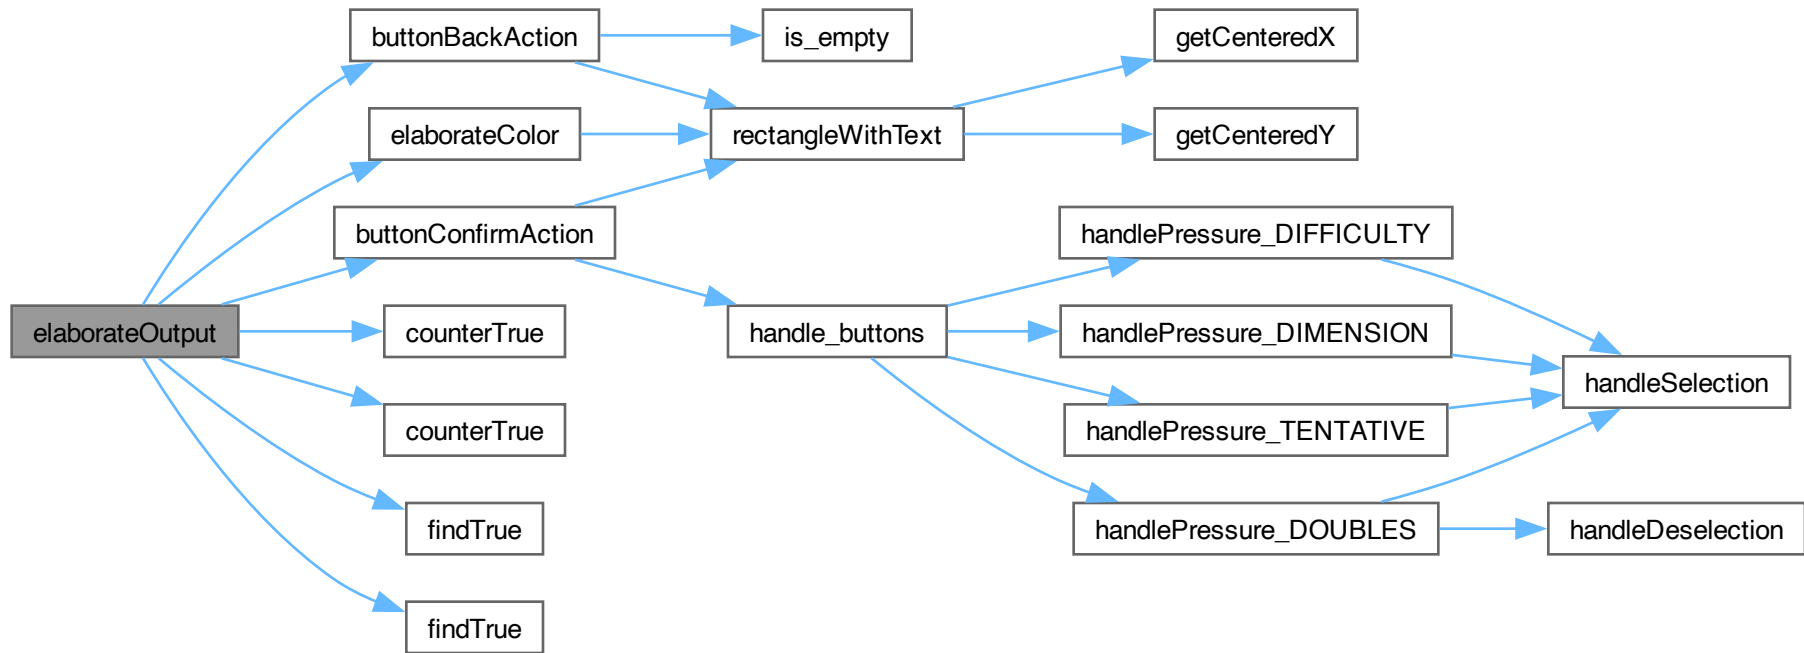 buttonBackAction
is_empty
getCenteredX
elaborateColor
rectangleWithText
getCenteredY
buttonConfirmAction
handlePressure_DIFFICULTY
elaborateOutput
counterTrue
handle_buttons
handlePressure_DIMENSION
handleSelection
counterTrue
handlePressure_TENTATIVE
findTrue
handlePressure_DOUBLES
handleDeselection
findTrue